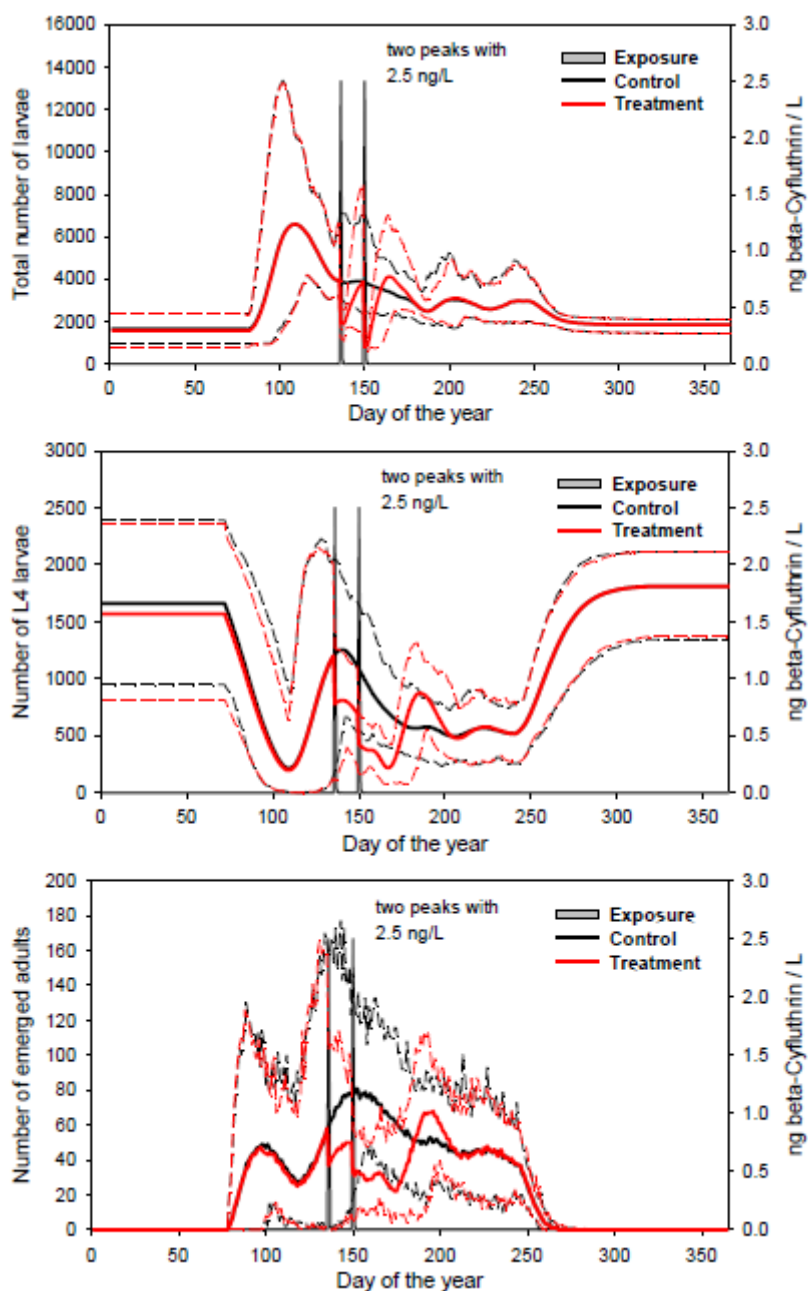 16000
14000
12000
10000
8000
6000
4000
2000
0
Total number of larvae
two peaks with
2.5 ng/L
Exposure
Control
Treatment
3.0
2.5
2.0
1.5
1.0
0.5
0.0
ng beta-Cyfluthrin / L
0 50 100 150 200 250 300 350
Day of the year
3000
2500
2000
1500
1000
500
0
Number of L4 larvae
two peaks with
2.5 ng/L
Exposure
Control
Treatment
3.0
2.5
2.0
1.5
1.0
0.5
0.0
ng beta-Cyfluthrin / L
0 50 100 150 200 250 300 350
Day of the year
200
180
160
140
120
100
80
60
40
20
0
Number of emerged adults
two peaks with
2.5 ng/L
Exposure
Control
Treatment
3.0
2.5
2.0
1.5
1.0
0.5
0.0
ng beta-Cyfluthrin / L
0 50 100 150 200 250 300 350
Day of the year